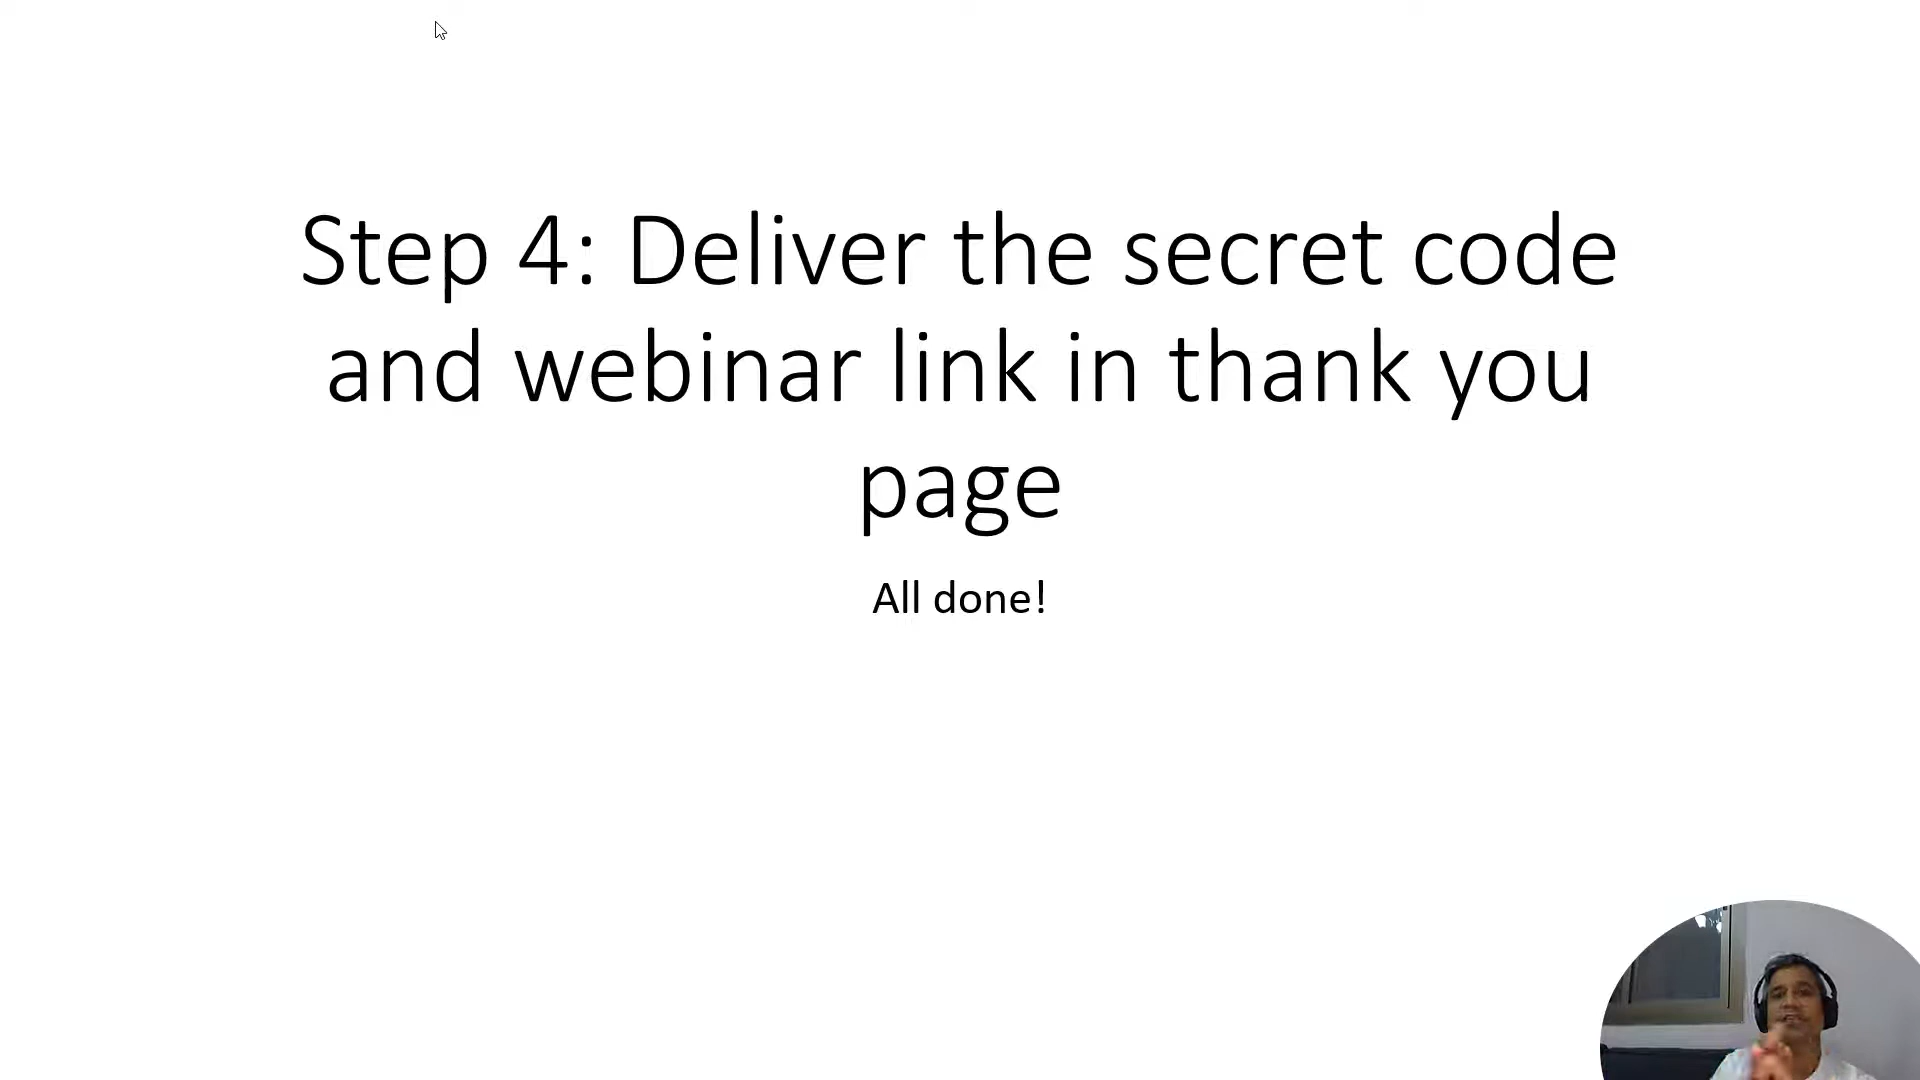 Step 4: Deliver the secret code
and webinar link in thank you
page
All done!